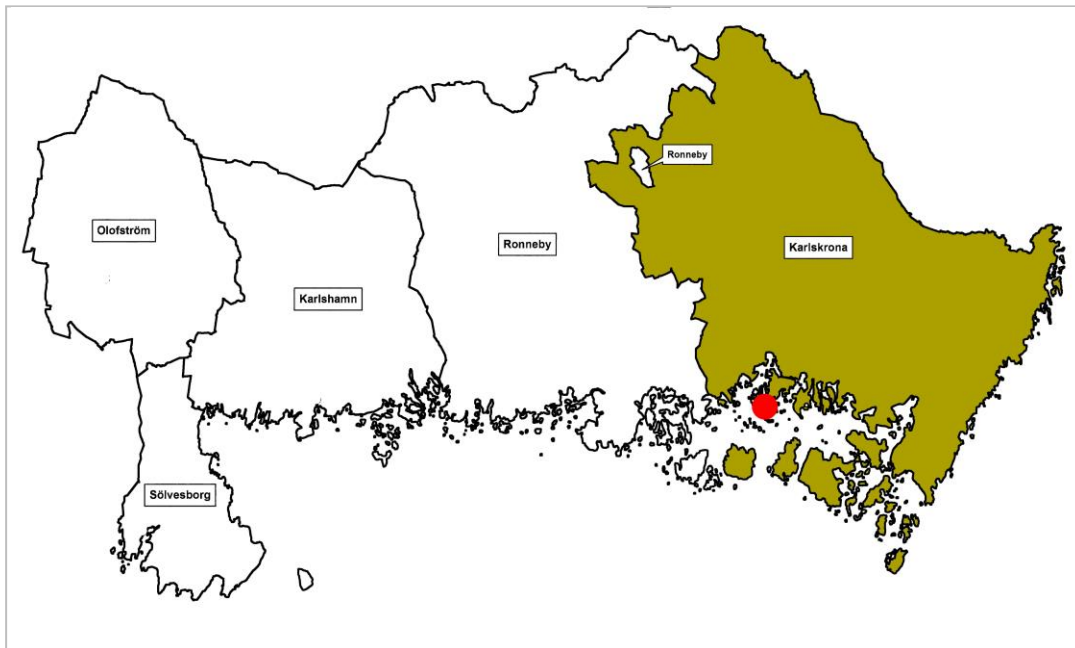 Ronneby
Olofström
Ronneby
Karlskrona
Karlshamn
Sölvesborg